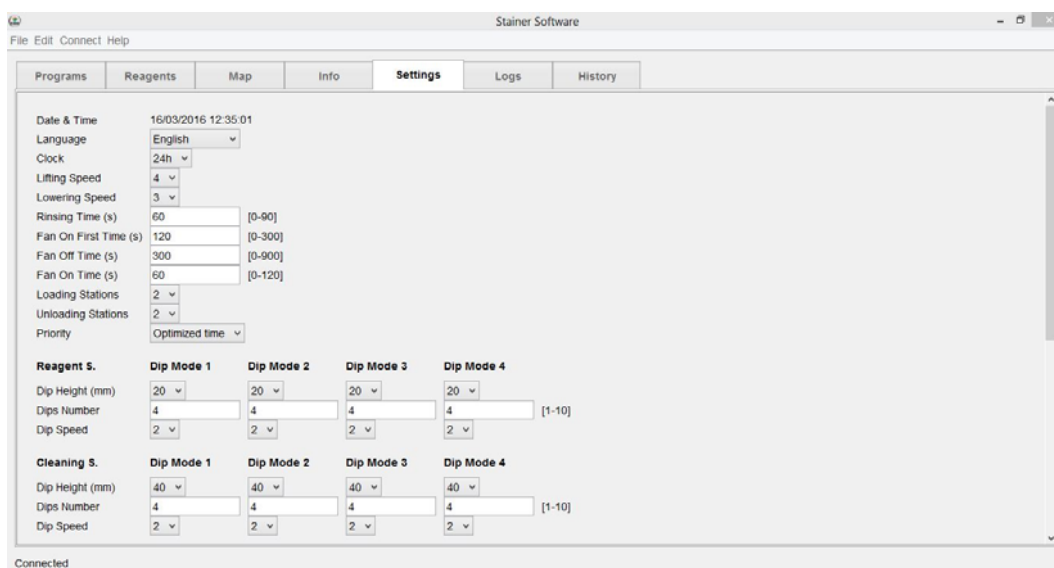 Stainer Software
File Edit Connect Help
Programs Reagents Map Info Settings Logs History
Date & Time 16/03/2016 12:35:01
Language English
Clock 24h
Lifting Speed 4
Lowering Speed 3
Rinsing Time (s) 60 [0-90]
Fan On First Time (s) 120 [0-300]
Fan Off Time (s) 300 [0-900]
Fan On Time (s) 60 [0-120]
Loading Stations 2
Unloading Stations 2
Priority Optimized time
Reagent S. Dip Mode 1 Dip Mode 2 Dip Mode 3 Dip Mode 4
Dip Height (mm) 20 20 20 20
Dips Number 4 4 4 4 [1-10]
Dip Speed 2 2 2 2
Cleaning S. Dip Mode 1 Dip Mode 2 Dip Mode 3 Dip Mode 4
Dip Height (mm) 40 40 40 40
Dips Number 4 4 4 4 [1-10]
Dip Speed 2 2 2 2
Connected